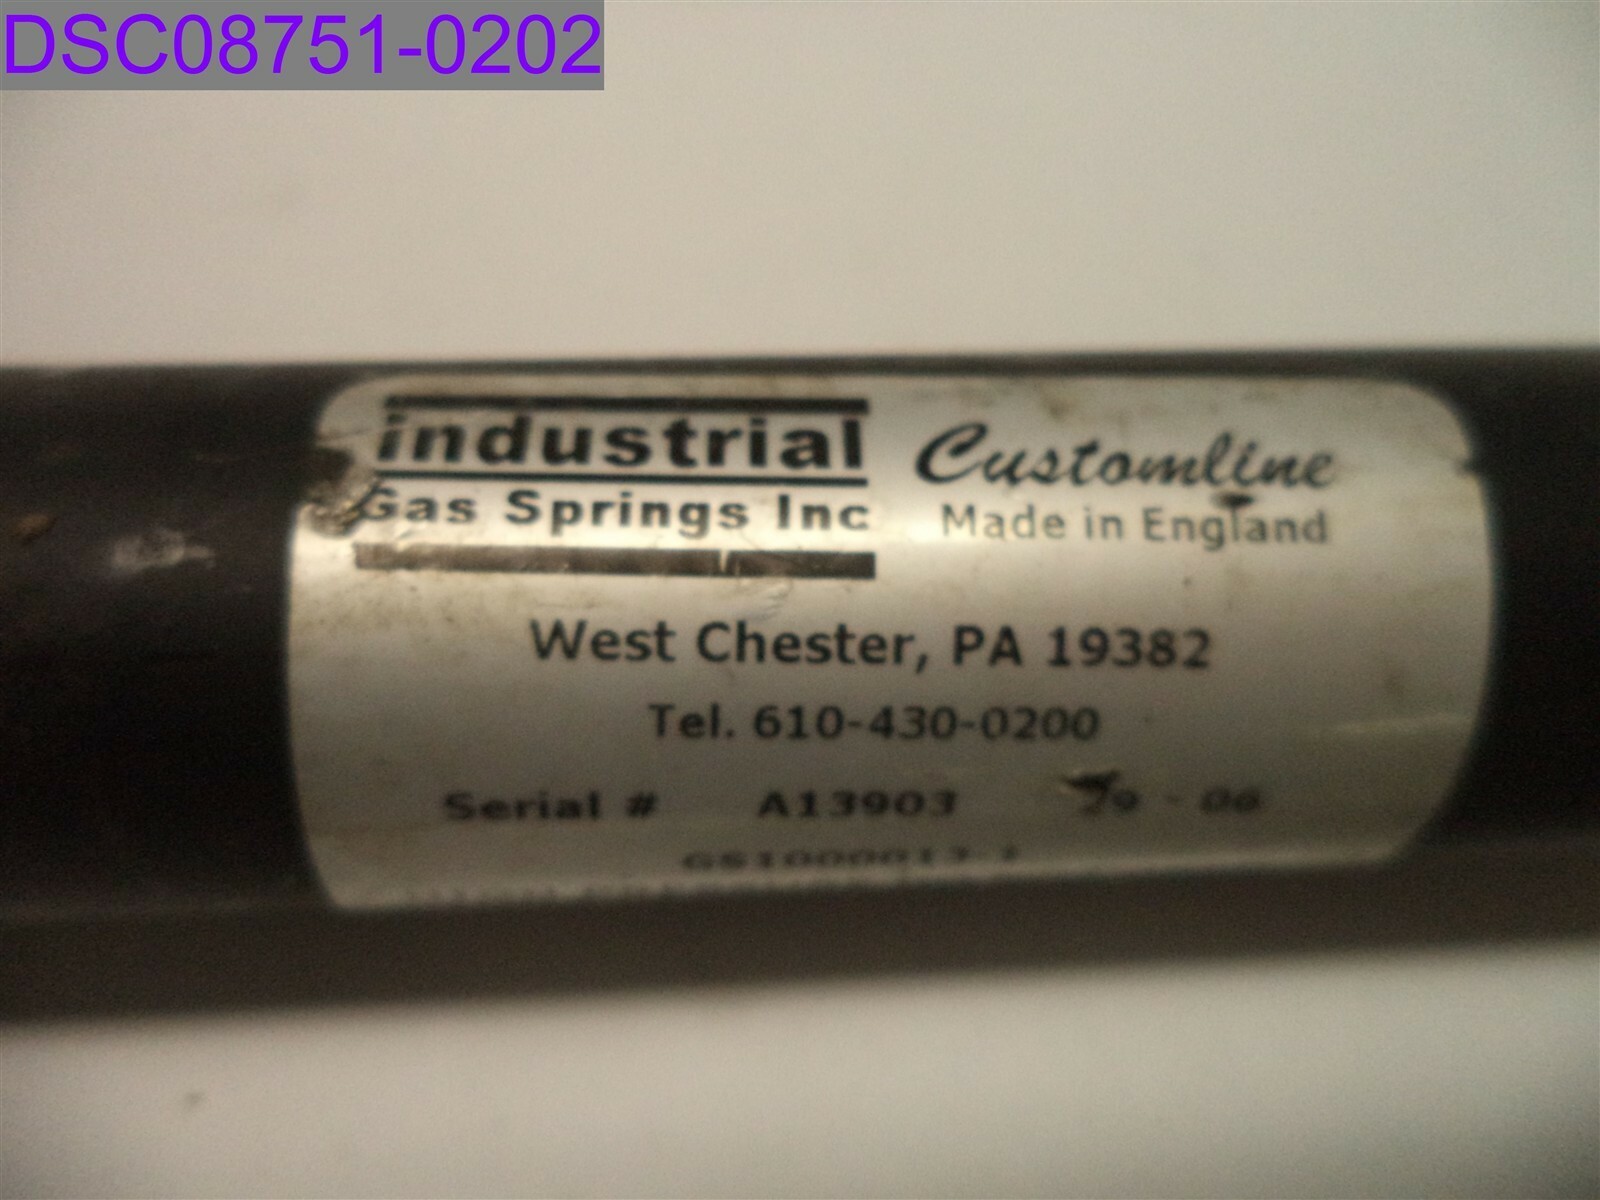 DSC08751-0202
industrial
Gas Springs Inc
Customline
Made in England
West Chester, PA 19382
Tel. 610-430-0200
Serial # A13903 - 06